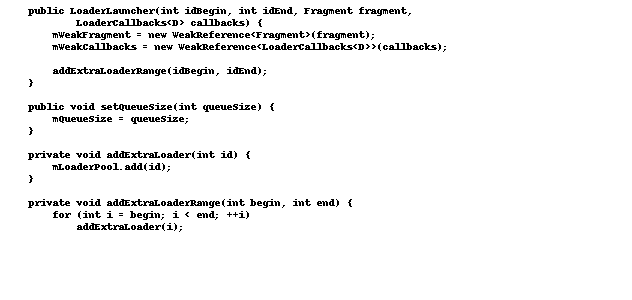 public LoaderLauncher(int idBegin, int idEnd, Fragment fragment,
LoaderCallbacks<D> callbacks) {
mWeakFragment = new WeakReference<Fragment>(fragment);
mWeakCallbacks = new WeakReference<LoaderCallbacks<D>>(callbacks);
addExtraLoaderRange(idBegin, idEnd);
}
public void setQueueSize(int queueSize) {
mQueueSize = queueSize;
}
private void addExtraLoader(int id) {
mLoaderPool.add(id);
}
private void addExtraLoaderRange(int begin, int end) {
for (int i = begin; i < end; ++i)
addExtraLoader(i);